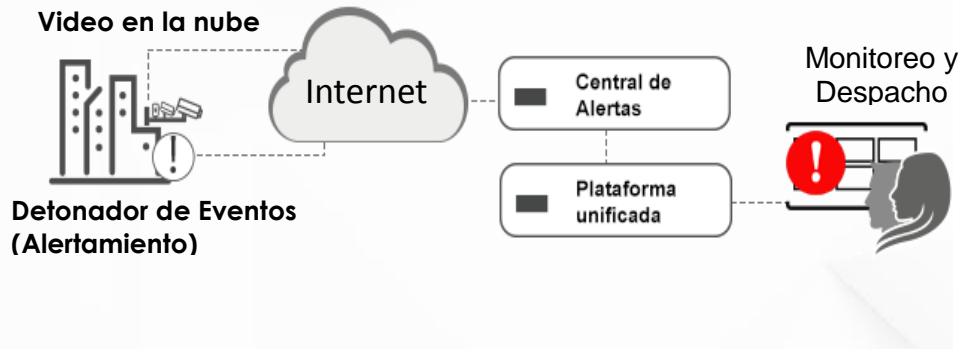 Video en la nube
Internet
Central de
Alertas
Monitoreo y
Despacho
!
!
Plataforma
unificada
Detonador de Eventos
(Alertamiento)